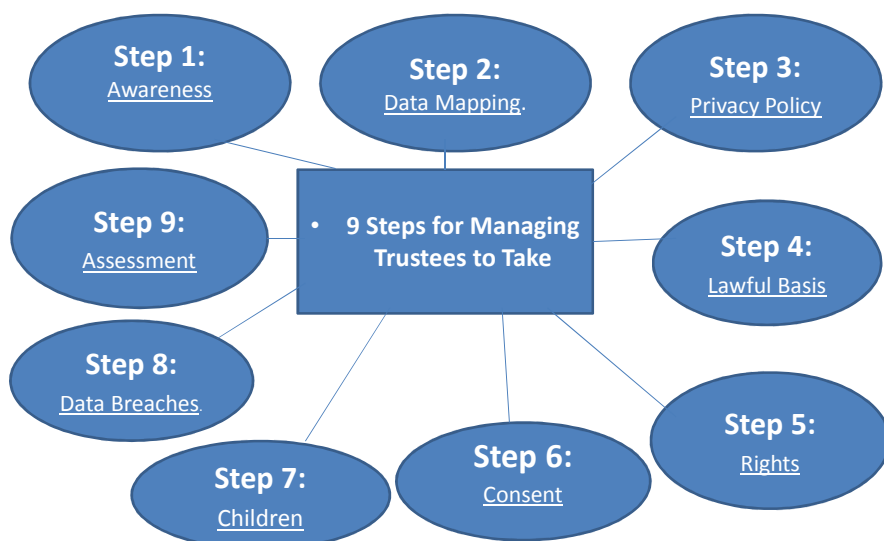 Step 1:
Awareness
Step 2:
Data Mapping.
Step 3:
Privacy Policy
• 9 Steps for Managing
Trustees to Take
Step 4:
Lawful Basis
Step 5:
Rights
Step 6:
Consent
Step 7:
Children
Step 8:
Data Breaches.
Step 9:
Assessment